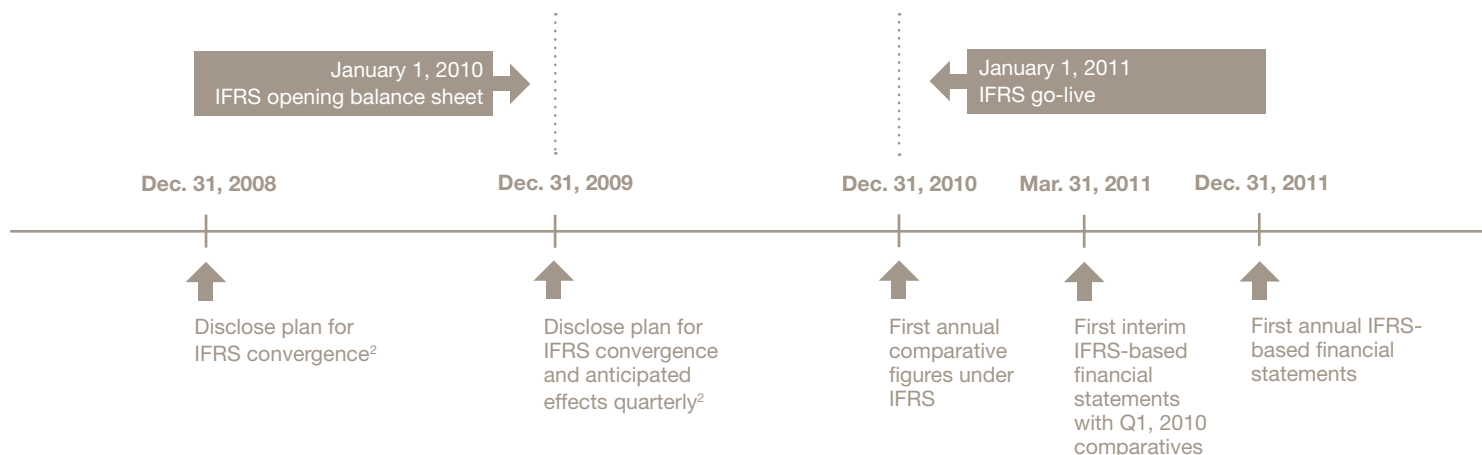 January 1, 2010
IFRS opening balance sheet
January 1, 2011
IFRS go-live
Dec. 31, 2008
Dec. 31, 2009
Dec. 31, 2010
Mar. 31, 2011
Dec. 31, 2011
Disclose plan for
IFRS convergence²
Disclose plan for
IFRS convergence
and anticipated
effects quarterly²
First annual
comparative
figures under
IFRS
First interim
IFRS-based
financial
statements
with Q1, 2010
comparatives
First annual IFRS-
based financial
statements